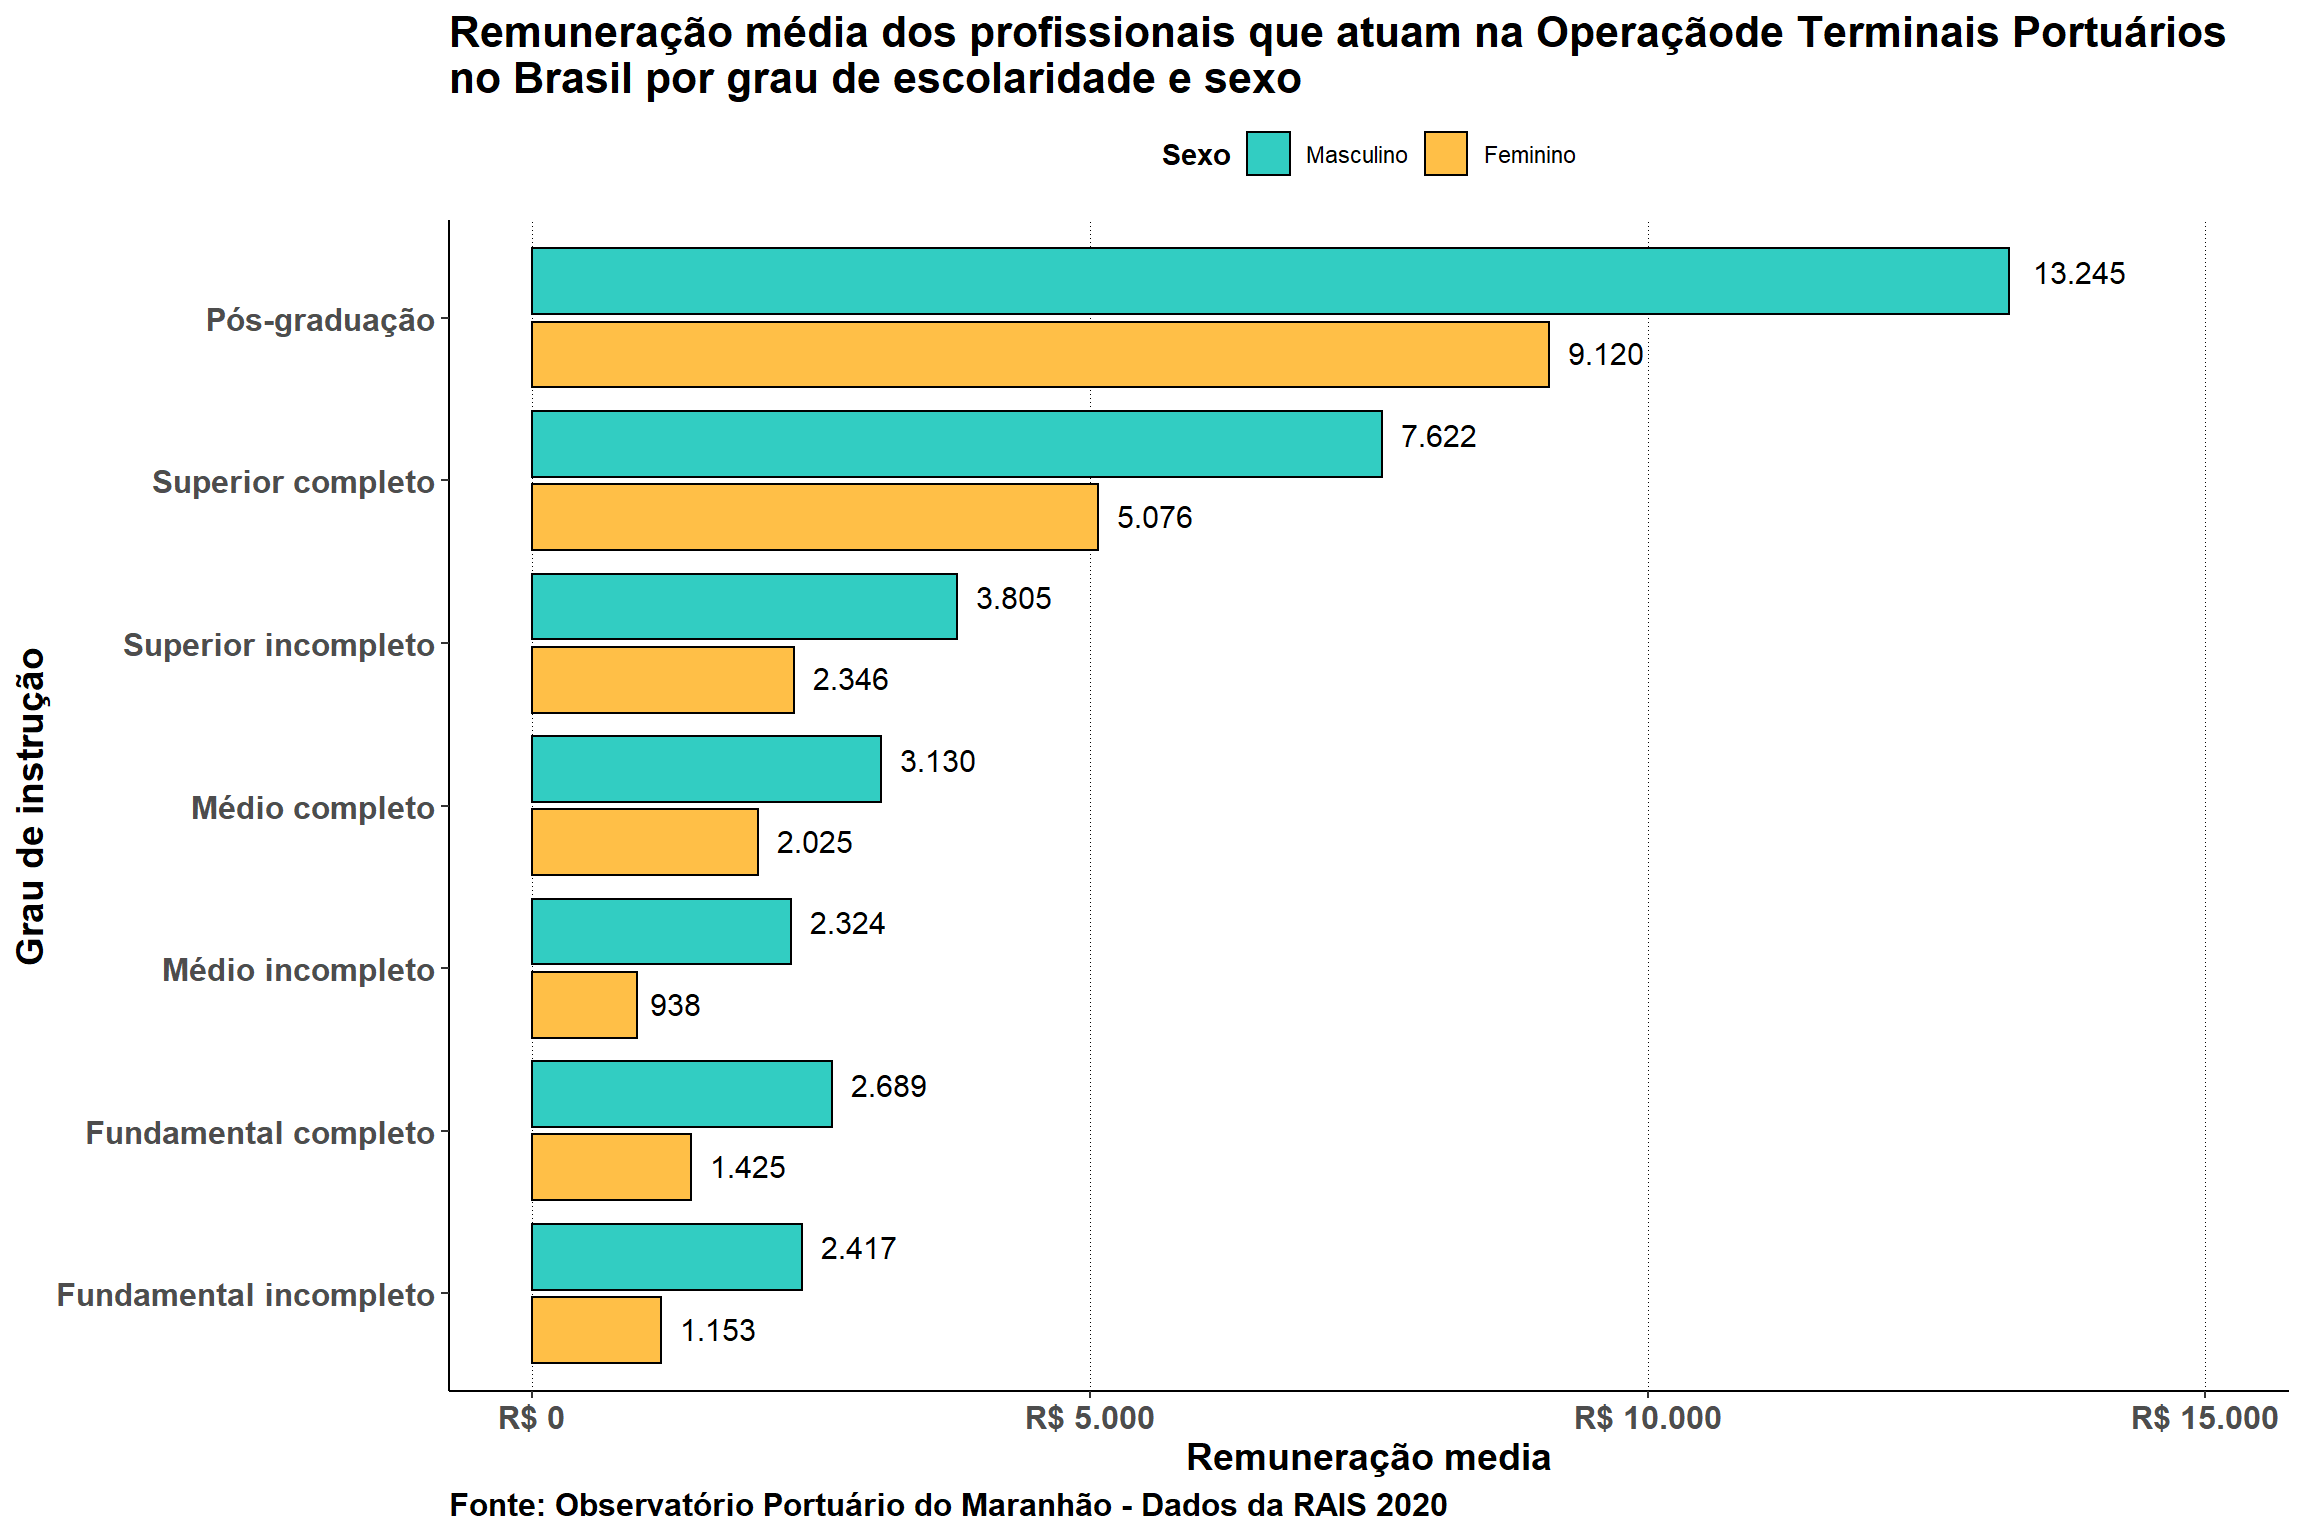 Remuneração média dos profissionais que atuam na Operaçãode Terminais Portuários
no Brasil por grau de escolaridade e sexo
Sexo Masculino Feminino
Grau de instrução
Pós-graduação
13.245
9.120
Superior completo
7.622
5.076
Superior incompleto
3.805
2.346
Médio completo
3.130
2.025
Médio incompleto
2.324
938
Fundamental completo
2.689
1.425
Fundamental incompleto
2.417
1.153
R$ 0 R$ 5.000 R$ 10.000 R$ 15.000
Remuneração media
Fonte: Observatório Portuário do Maranhão - Dados da RAIS 2020